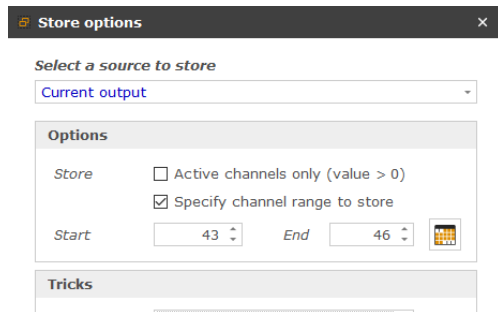 Store options
Select a source to store
Current output
Options
Store Active channels only (value > 0)
Specify channel range to store
Start 43 End 46
Tricks